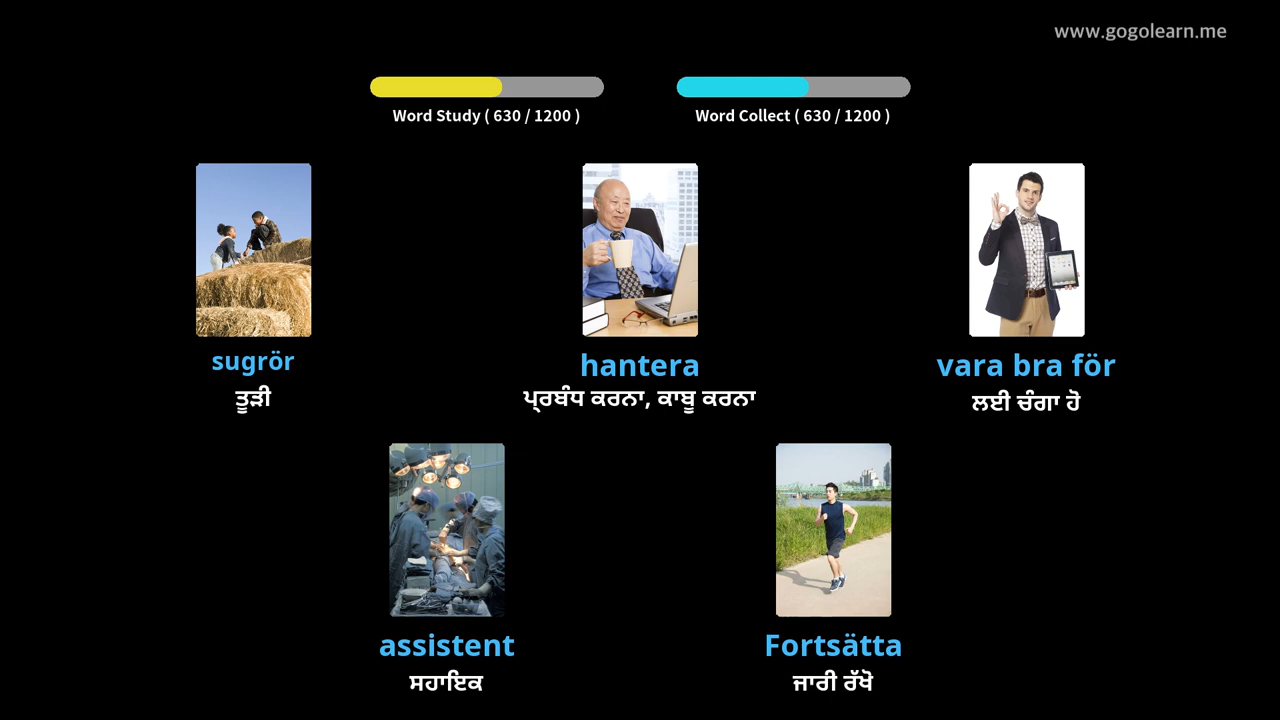 www.gogolearn.me
Word Study ( 630 / 1200 )
Word Collect ( 630 / 1200 )
sugrör
ਤੂੜੀ
hantera
ਪ੍ਰਬੰਧ ਕਰਨਾ, ਕਾਬੂ ਕਰਨਾ
vara bra för
ਲਈ ਚੰਗਾ ਹੋ
assistent
ਸਹਾਇਕ
Fortsätta
ਜਾਰੀ ਰੱਖੋ